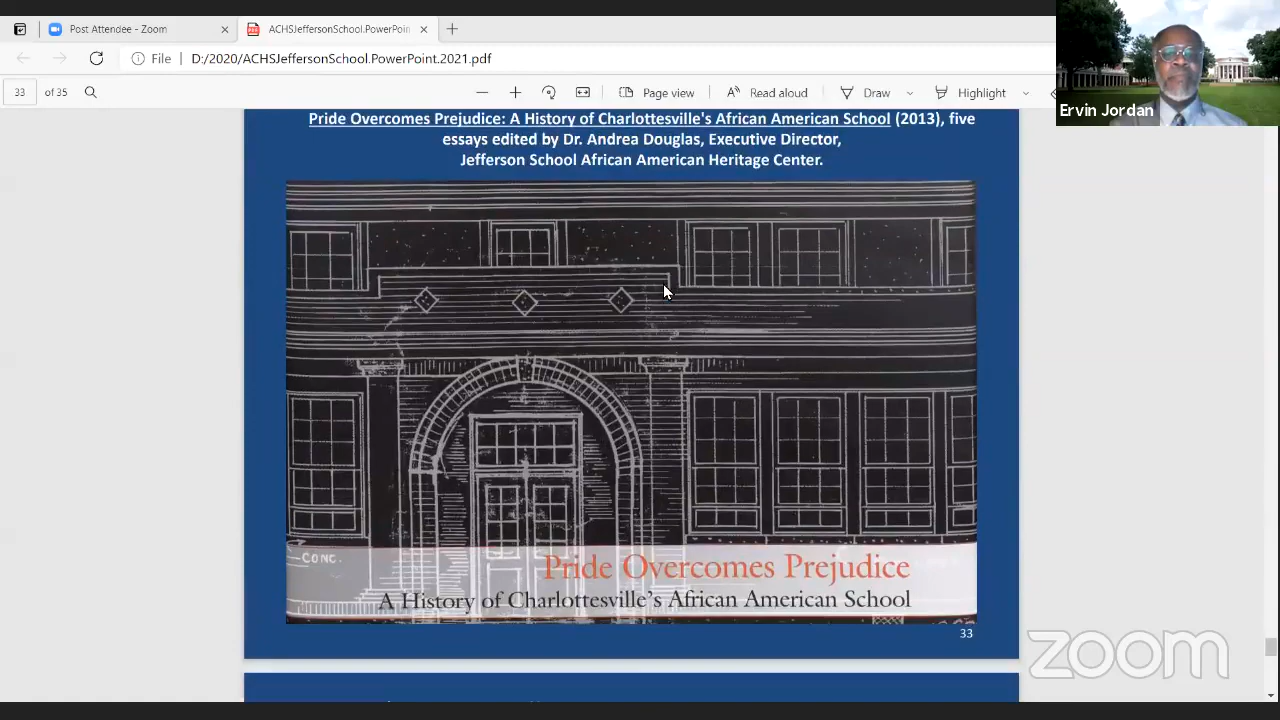 Post Attendee - Zoom
ACHSJeffersonSchool.PowerPoin
File
D:/2020/ACHSJeffersonSchool.PowerPoint.2021.pdf
33 of 35
Page view
Read aloud
Draw
Highlight
Ervin Jordan
Pride Overcomes Prejudice: A History of Charlottesville's African American School (2013), five
essays edited by Dr. Andrea Douglas, Executive Director,
Jefferson School African American Heritage Center.
CONC.
Pride Overcomes Prejudice
A History of Charlottesville's African American School
33
zoom